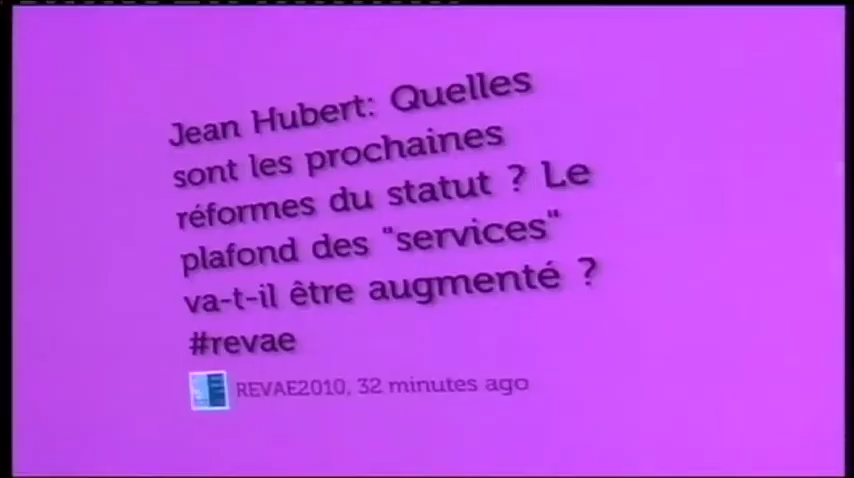 Jean Hubert: Quelles
sont les prochaines
réformes du statut ? Le
plafond des "services"
va-t-il être augmenté ?
#revae
REVAE2010, 32 minutes ago